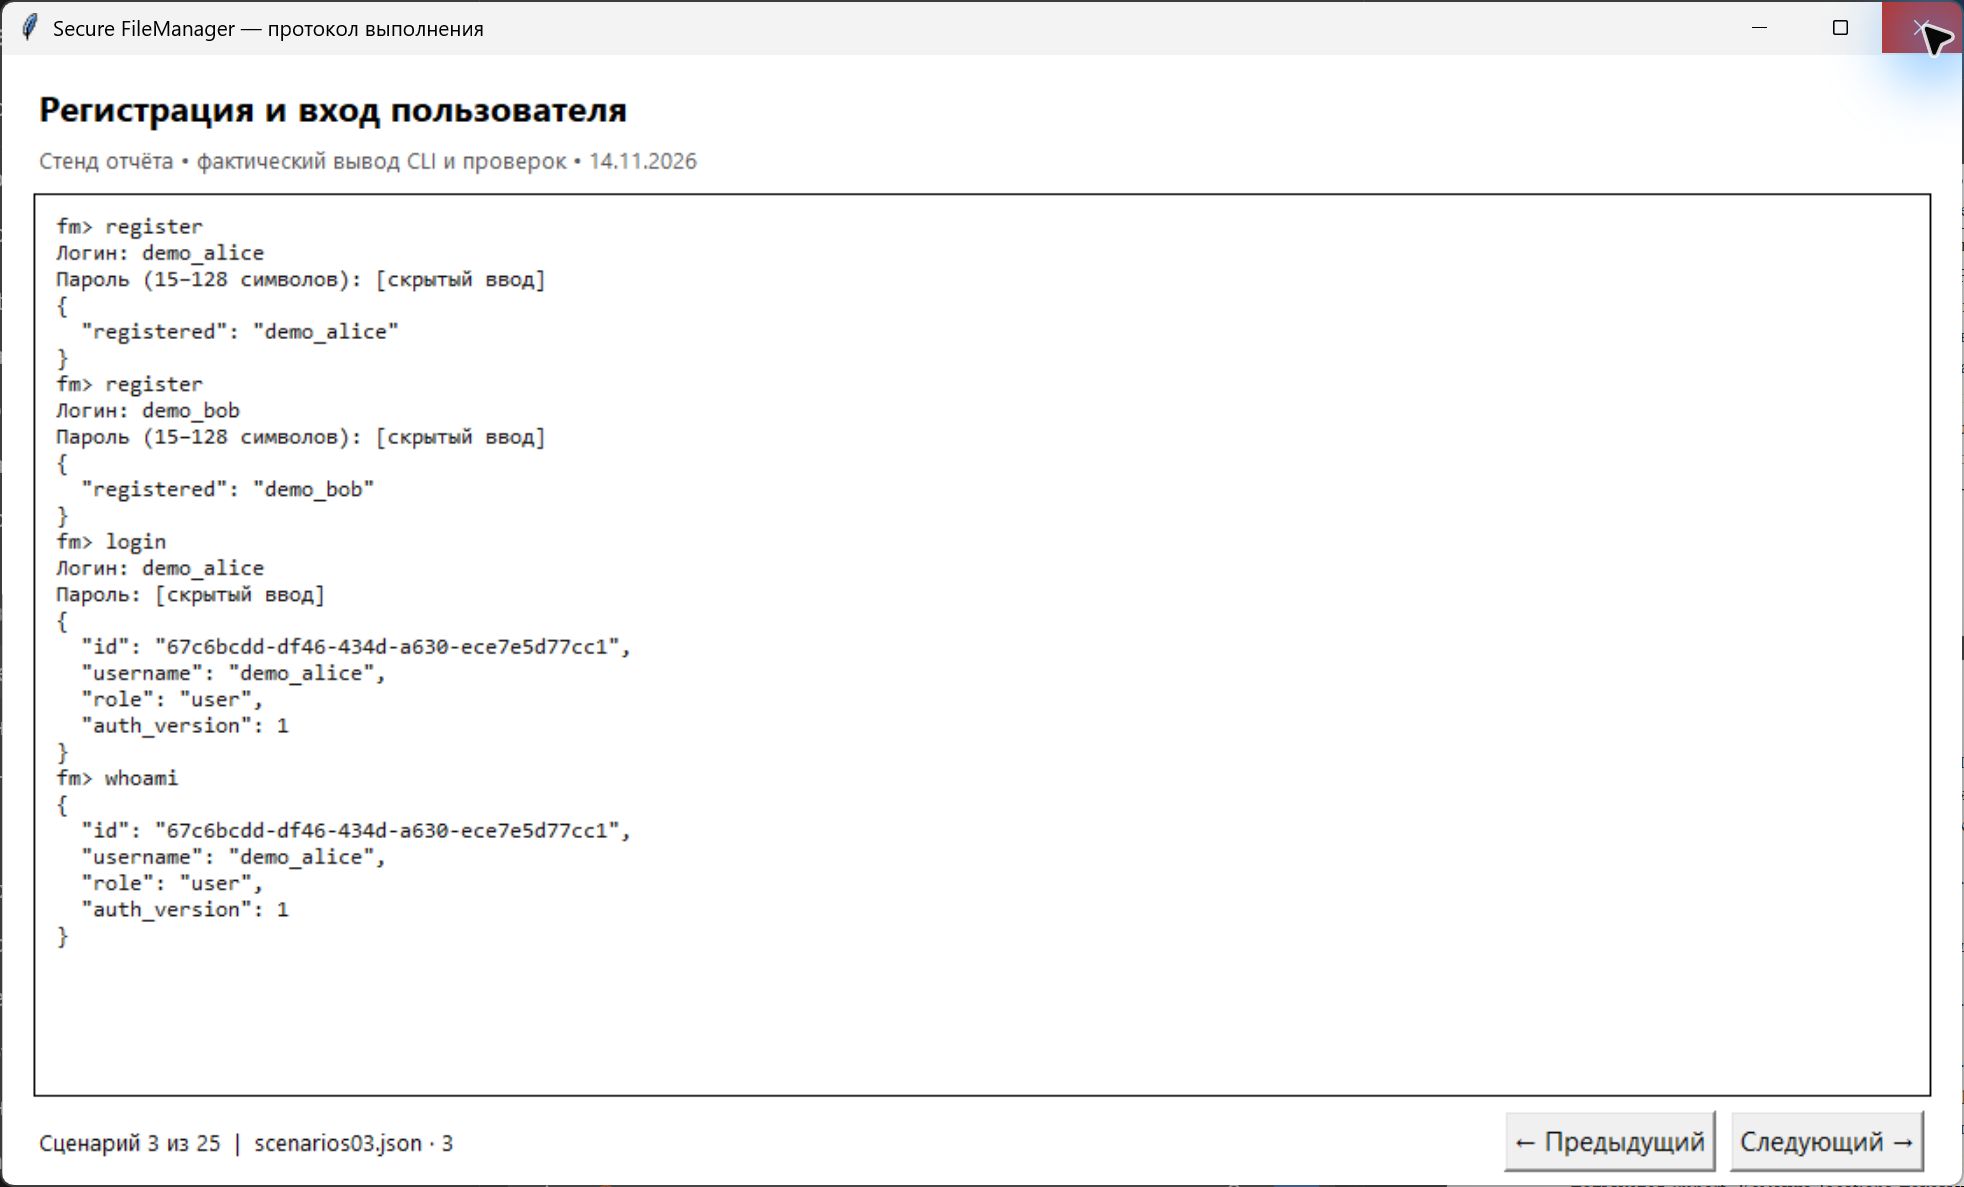 Secure FileManager — протокол выполнения
Регистрация и вход пользователя
Стенд отчёта • фактический вывод CLI и проверок • 14.11.2026
fm> register
Логин: demo_alice
Пароль (15–128 символов): [скрытый ввод]
{
  "registered": "demo_alice"
}
fm> register
Логин: demo_bob
Пароль (15–128 символов): [скрытый ввод]
{
  "registered": "demo_bob"
}
fm> login
Логин: demo_alice
Пароль: [скрытый ввод]
{
  "id": "67c6bcdd-df46-434d-a630-ece7e5d77cc1",
  "username": "demo_alice",
  "role": "user",
  "auth_version": 1
}
fm> whoami
{
  "id": "67c6bcdd-df46-434d-a630-ece7e5d77cc1",
  "username": "demo_alice",
  "role": "user",
  "auth_version": 1
}
Сценарий 3 из 25 | scenarios03.json · 3
← Предыдущий
Следующий →